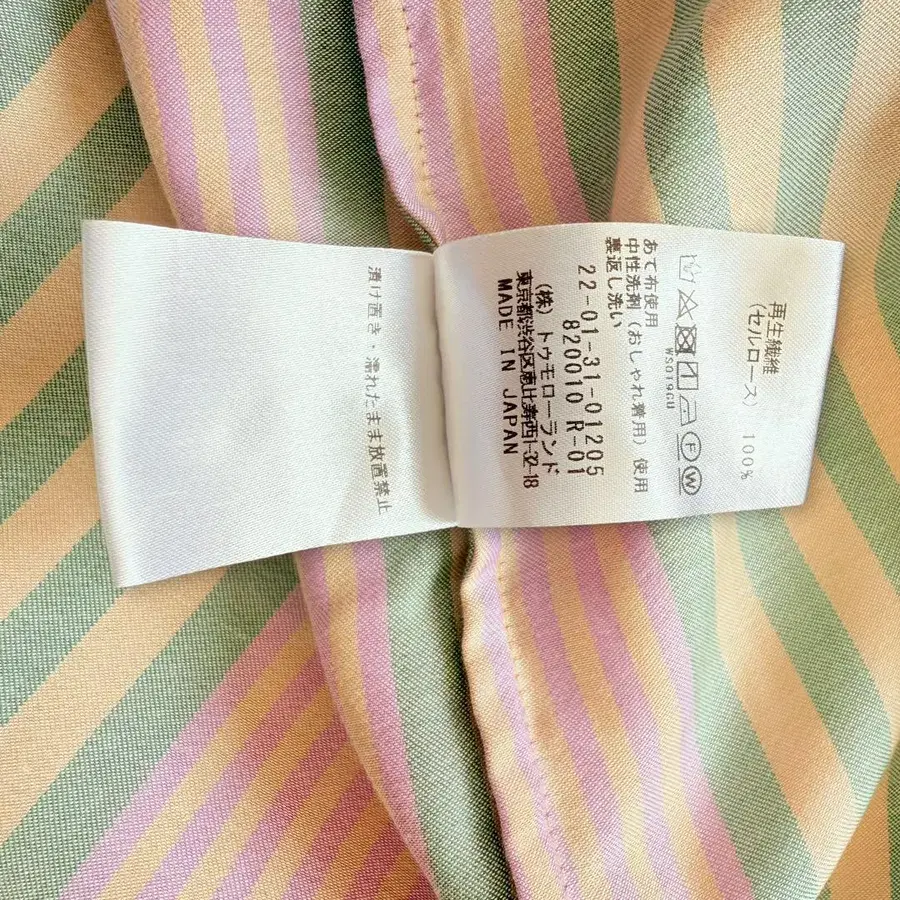 再生繊維
(セルロース) 100%
WS019GU
あて布使用
中性洗剤(おしゃれ着用)使用
裏返し洗い
22-01-31-01205
820010 R-01
(株)トゥモローランド
東京都渋谷区恵比寿西1-32-18
MADE IN JAPAN
漬け置き・濡れたまま放置禁止